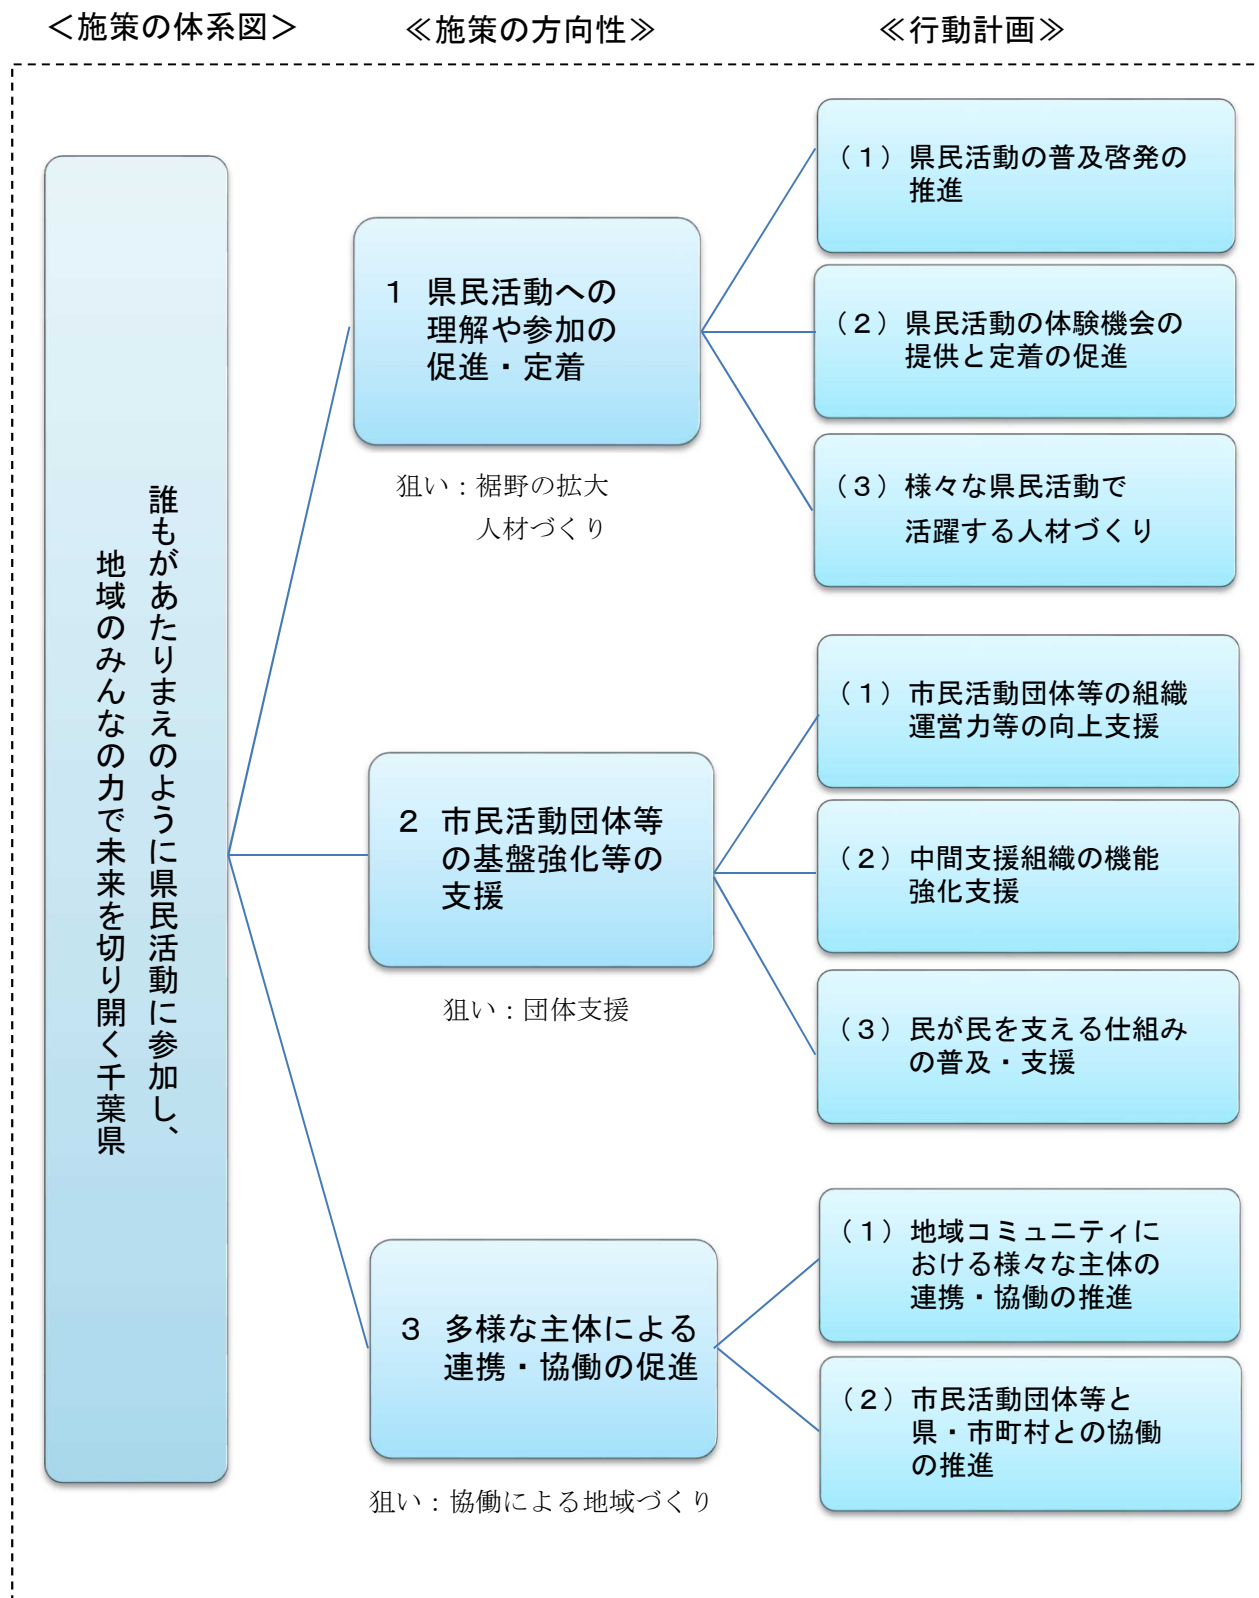 ＜施策の体系図＞
≪施策の方向性≫
≪行動計画≫
誰もがあたりまえのように県民活動に参加し、
地域のみんなの力で未来を切り開く千葉県
１ 県民活動への
理解や参加の
促進・定着
狙い：裾野の拡大
人材づくり
（１）県民活動の普及啓発の
推進
（２）県民活動の体験機会の
提供と定着の促進
（３）様々な県民活動で
活躍する人材づくり
２ 市民活動団体等
の基盤強化等の
支援
狙い：団体支援
（１）市民活動団体等の組織
運営力等の向上支援
（２）中間支援組織の機能
強化支援
（３）民が民を支える仕組み
の普及・支援
３ 多様な主体による
連携・協働の促進
狙い：協働による地域づくり
（１）地域コミュニティに
おける様々な主体の
連携・協働の推進
（２）市民活動団体等と
県・市町村との協働
の推進